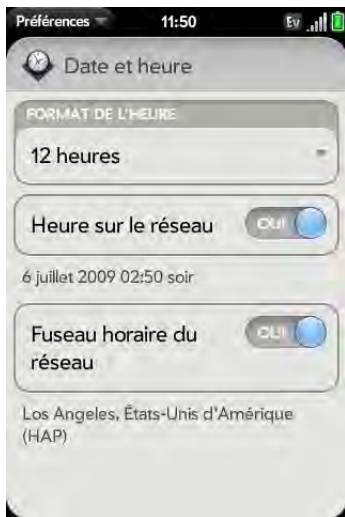 Préférences
11:50
Ev
Date et heure
FORMAT DE L'HEURE
12 heures
Heure sur le réseau
OUI
6 juillet 2009 02:50 soir
Fuseau horaire du
réseau
OUI
Los Angeles, États-Unis d'Amérique
(HAP)